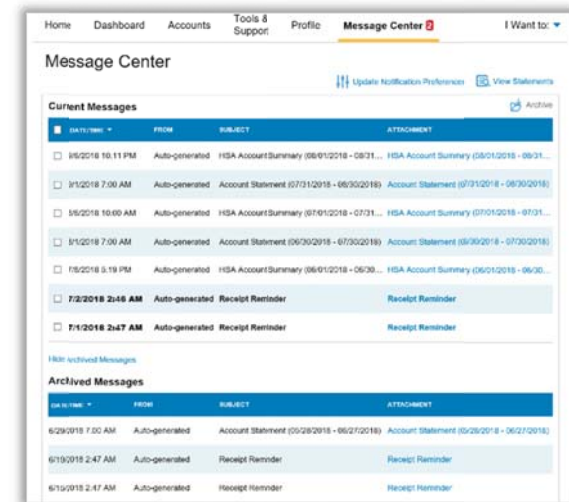 Home Dashboard Accounts Tools & Support Profile Message Center 2 I Want to:
Message Center
Update Notification Preferences View Statements
Current Messages Archive
DATE/TIME FROM SUBJECT ATTACHMENT
10:11 PM Auto-generated HSA Account Summary (08/01/2018 - 08/31... HSA Account Summary (08/01/2018 - 08/31...
9/1/2018 7:00 AM Auto-generated Account Statement (07/31/2018 - 08/30/2018) Account Statement (07/31/2018 - 08/30/2018)
10:00 AM Auto-generated HSA Account Summary (07/01/2018 - 07/31... HSA Account Summary (07/01/2018 - 07/31...
8/1/2018 7:00 AM Auto-generated Account Statement (06/30/2018 - 07/30/2018) Account Statement (06/30/2018 - 07/30/2018)
5:19 PM Auto-generated HSA Account Summary (06/01/2018 - 06/30... HSA Account Summary (06/01/2018 - 06/30...
7/2/2018 2:46 AM Auto-generated Receipt Reminder Receipt Reminder
7/1/2018 2:47 AM Auto-generated Receipt Reminder Receipt Reminder
Hide Archived Messages
Archived Messages
DATE/TIME FROM SUBJECT ATTACHMENT
6/29/2018 7:00 AM Auto-generated Account Statement (05/28/2018 - 06/27/2018) Account Statement (05/28/2018 - 06/27/2018)
6/19/2018 2:47 AM Auto-generated Receipt Reminder Receipt Reminder
6/15/2018 2:47 AM Auto-generated Receipt Reminder Receipt Reminder